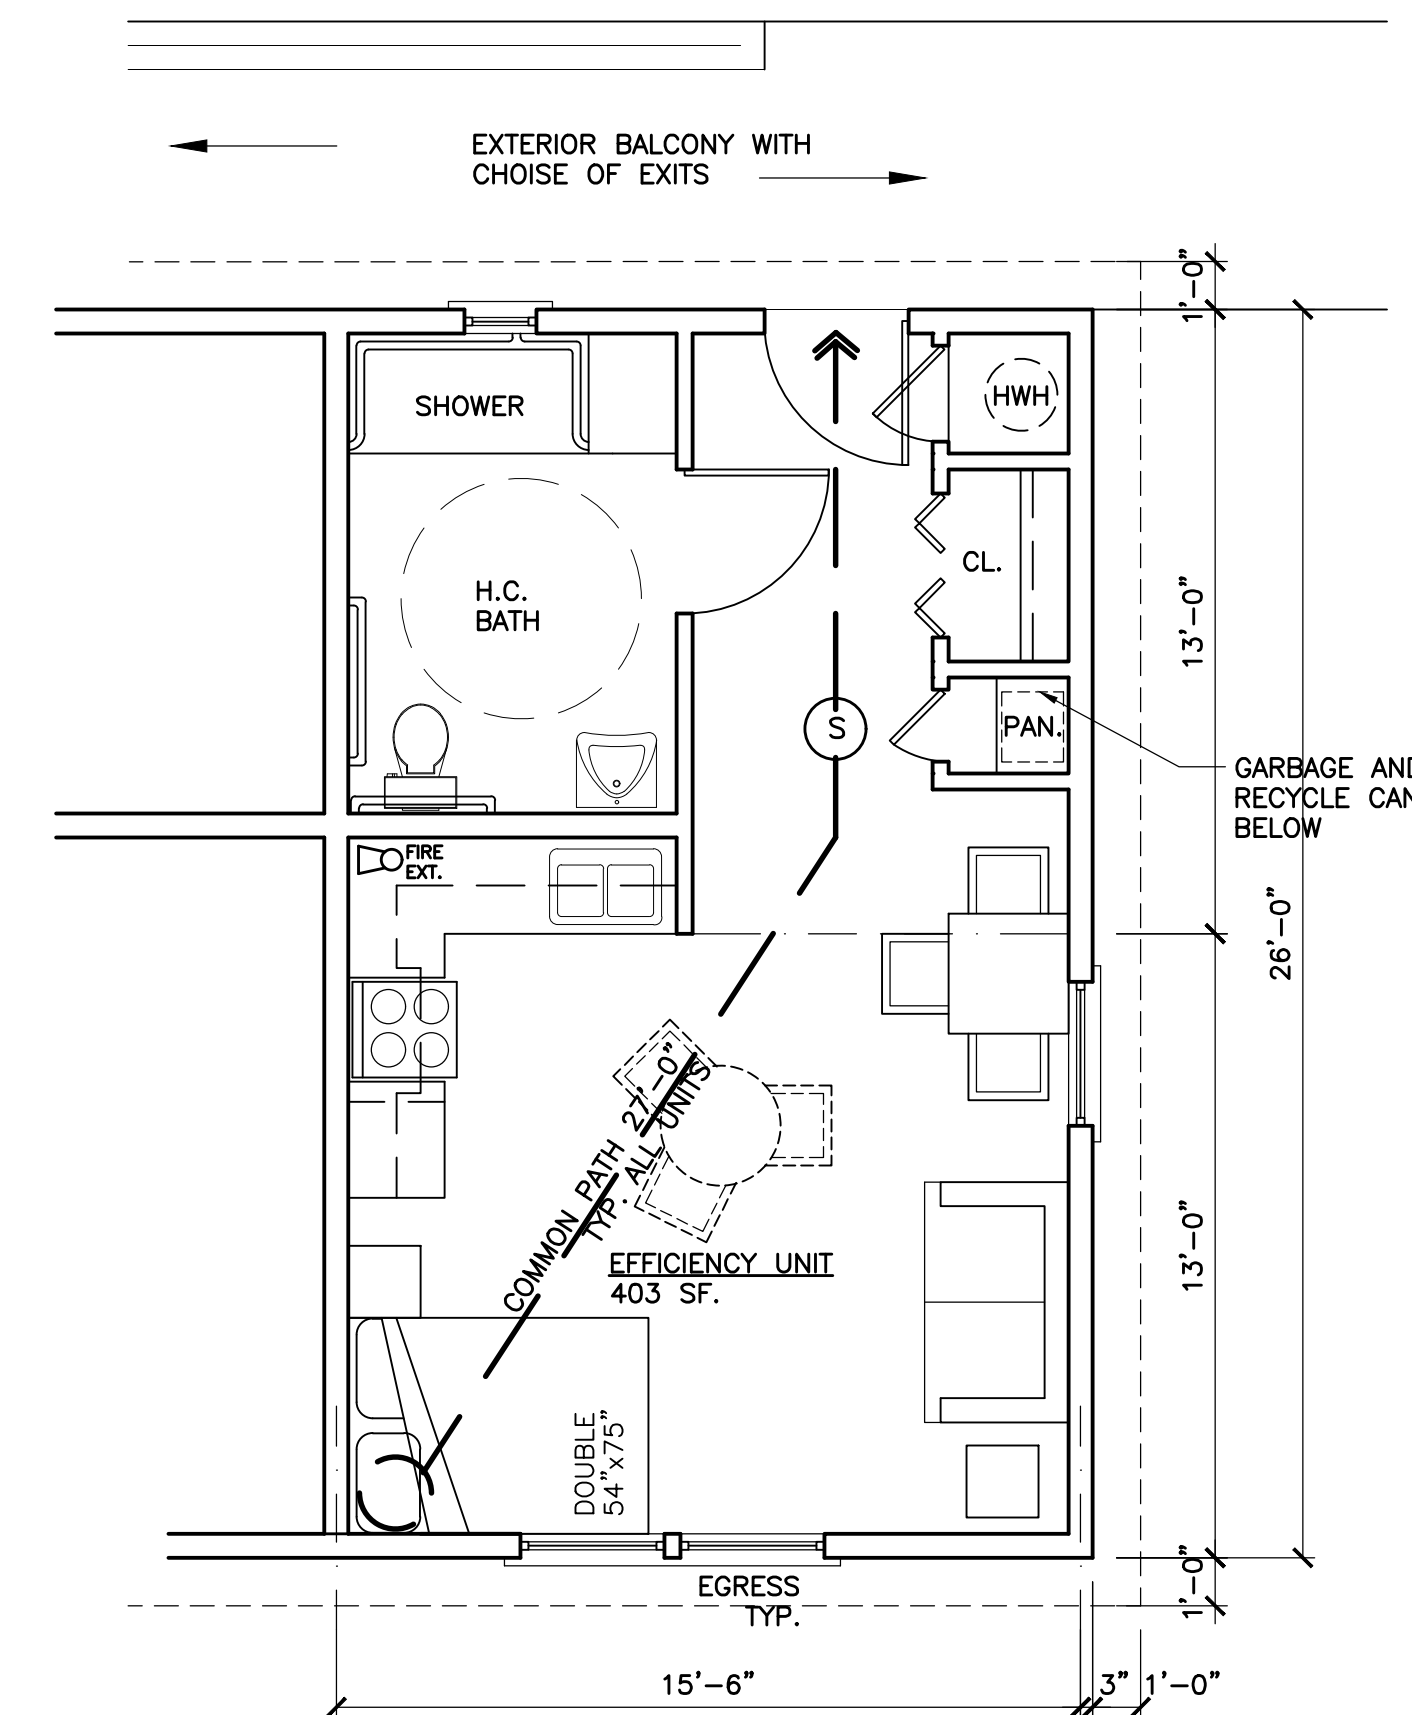 EXTERIOR BALCONY WITH
CHOISE OF EXITS
1'-0"
SHOWER
HWH
CL.
H.C.
BATH
13'-0"
S
PAN.
GARBAGE AND
RECYCLE CAN
BELOW
FIRE
EXT.
26'-0"
COMMON PATH 27'-0"
TYP. ALL UNITS
EFFICIENCY UNIT
403 SF.
13'-0"
DOUBLE
54"x75"
EGRESS
TYP.
1'-0"
15'-6"
3"
1'-0"